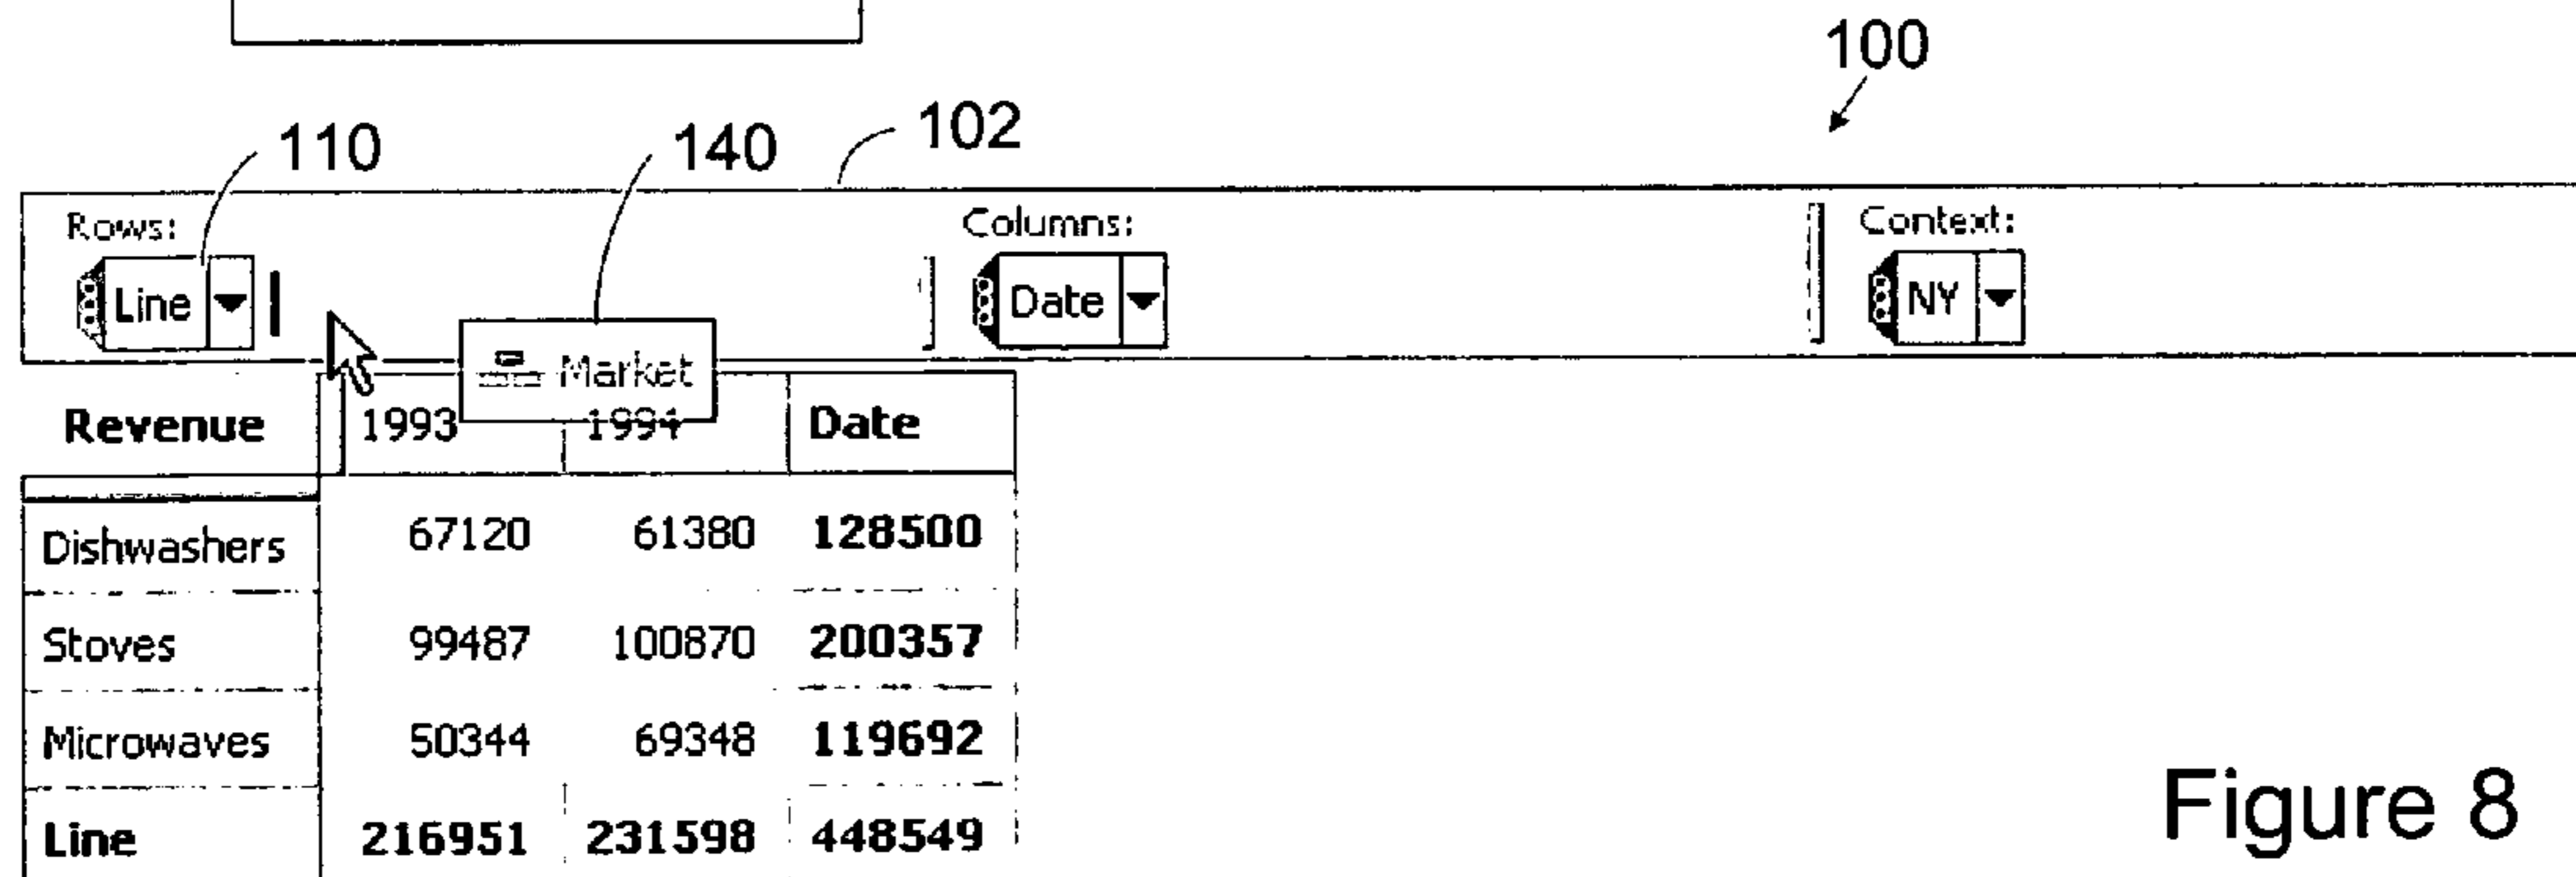 100
110 140 102
Rows: Columns: Context:
Line Date NY
Market
Revenue 1993 1994 Date
Dishwashers 67120 61380 128500
Stoves 99487 100870 200357
Microwaves 50344 69348 119692
Line 216951 231598 448549
Figure 8